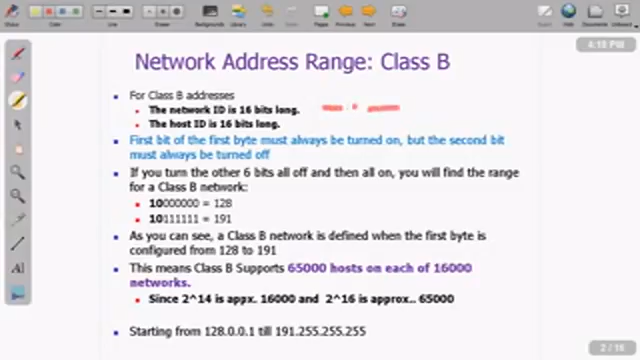 4:18 PM
Network Address Range: Class B
For Class B addresses
The network ID is 16 bits long.
The host ID is 16 bits long.
First bit of the first byte must always be turned on, but the second bit
must always be turned off
If you turn the other 6 bits all off and then all on, you will find the range
for a Class B network:
10000000 = 128
10111111 = 191
As you can see, a Class B network is defined when the first byte is
configured from 128 to 191
This means Class B Supports 65000 hosts on each of 16000
networks.
Since 2^14 is appx. 16000 and 2^16 is approx.. 65000
Starting from 128.0.0.1 till 191.255.255.255
2 / 16